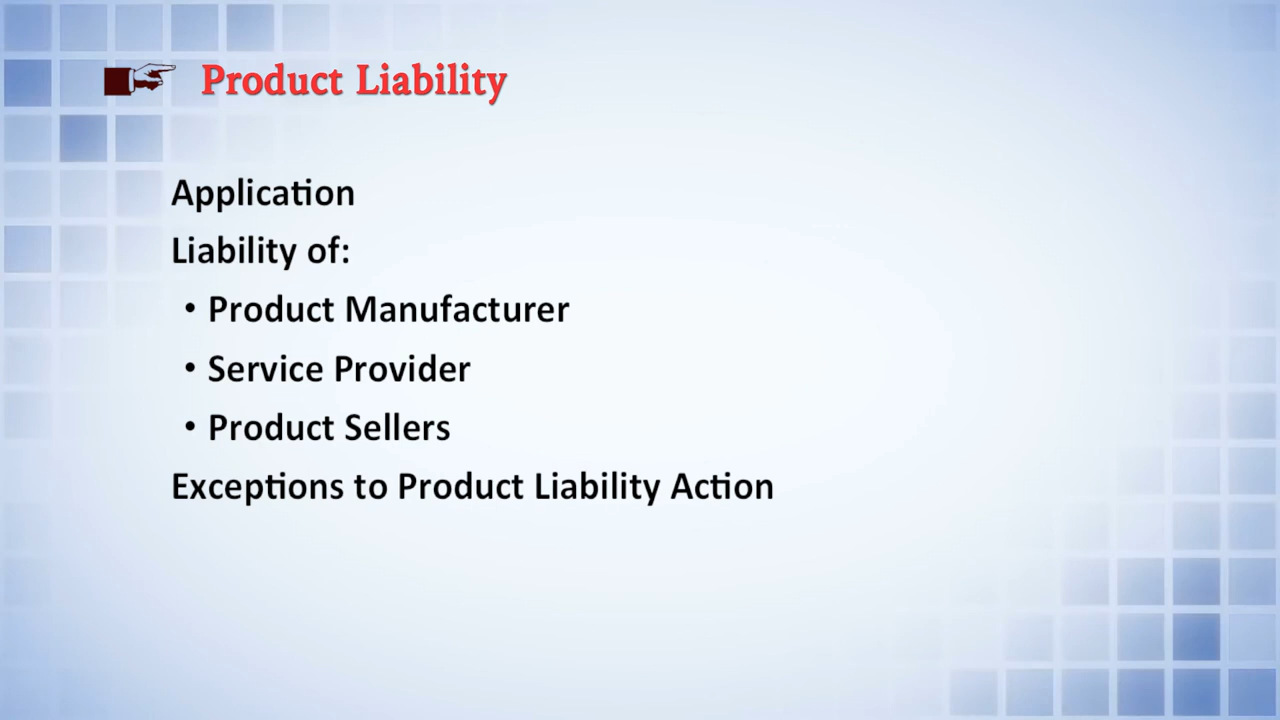 Product Liability
Application
Liability of:
• Product Manufacturer
• Service Provider
• Product Sellers
Exceptions to Product Liability Action